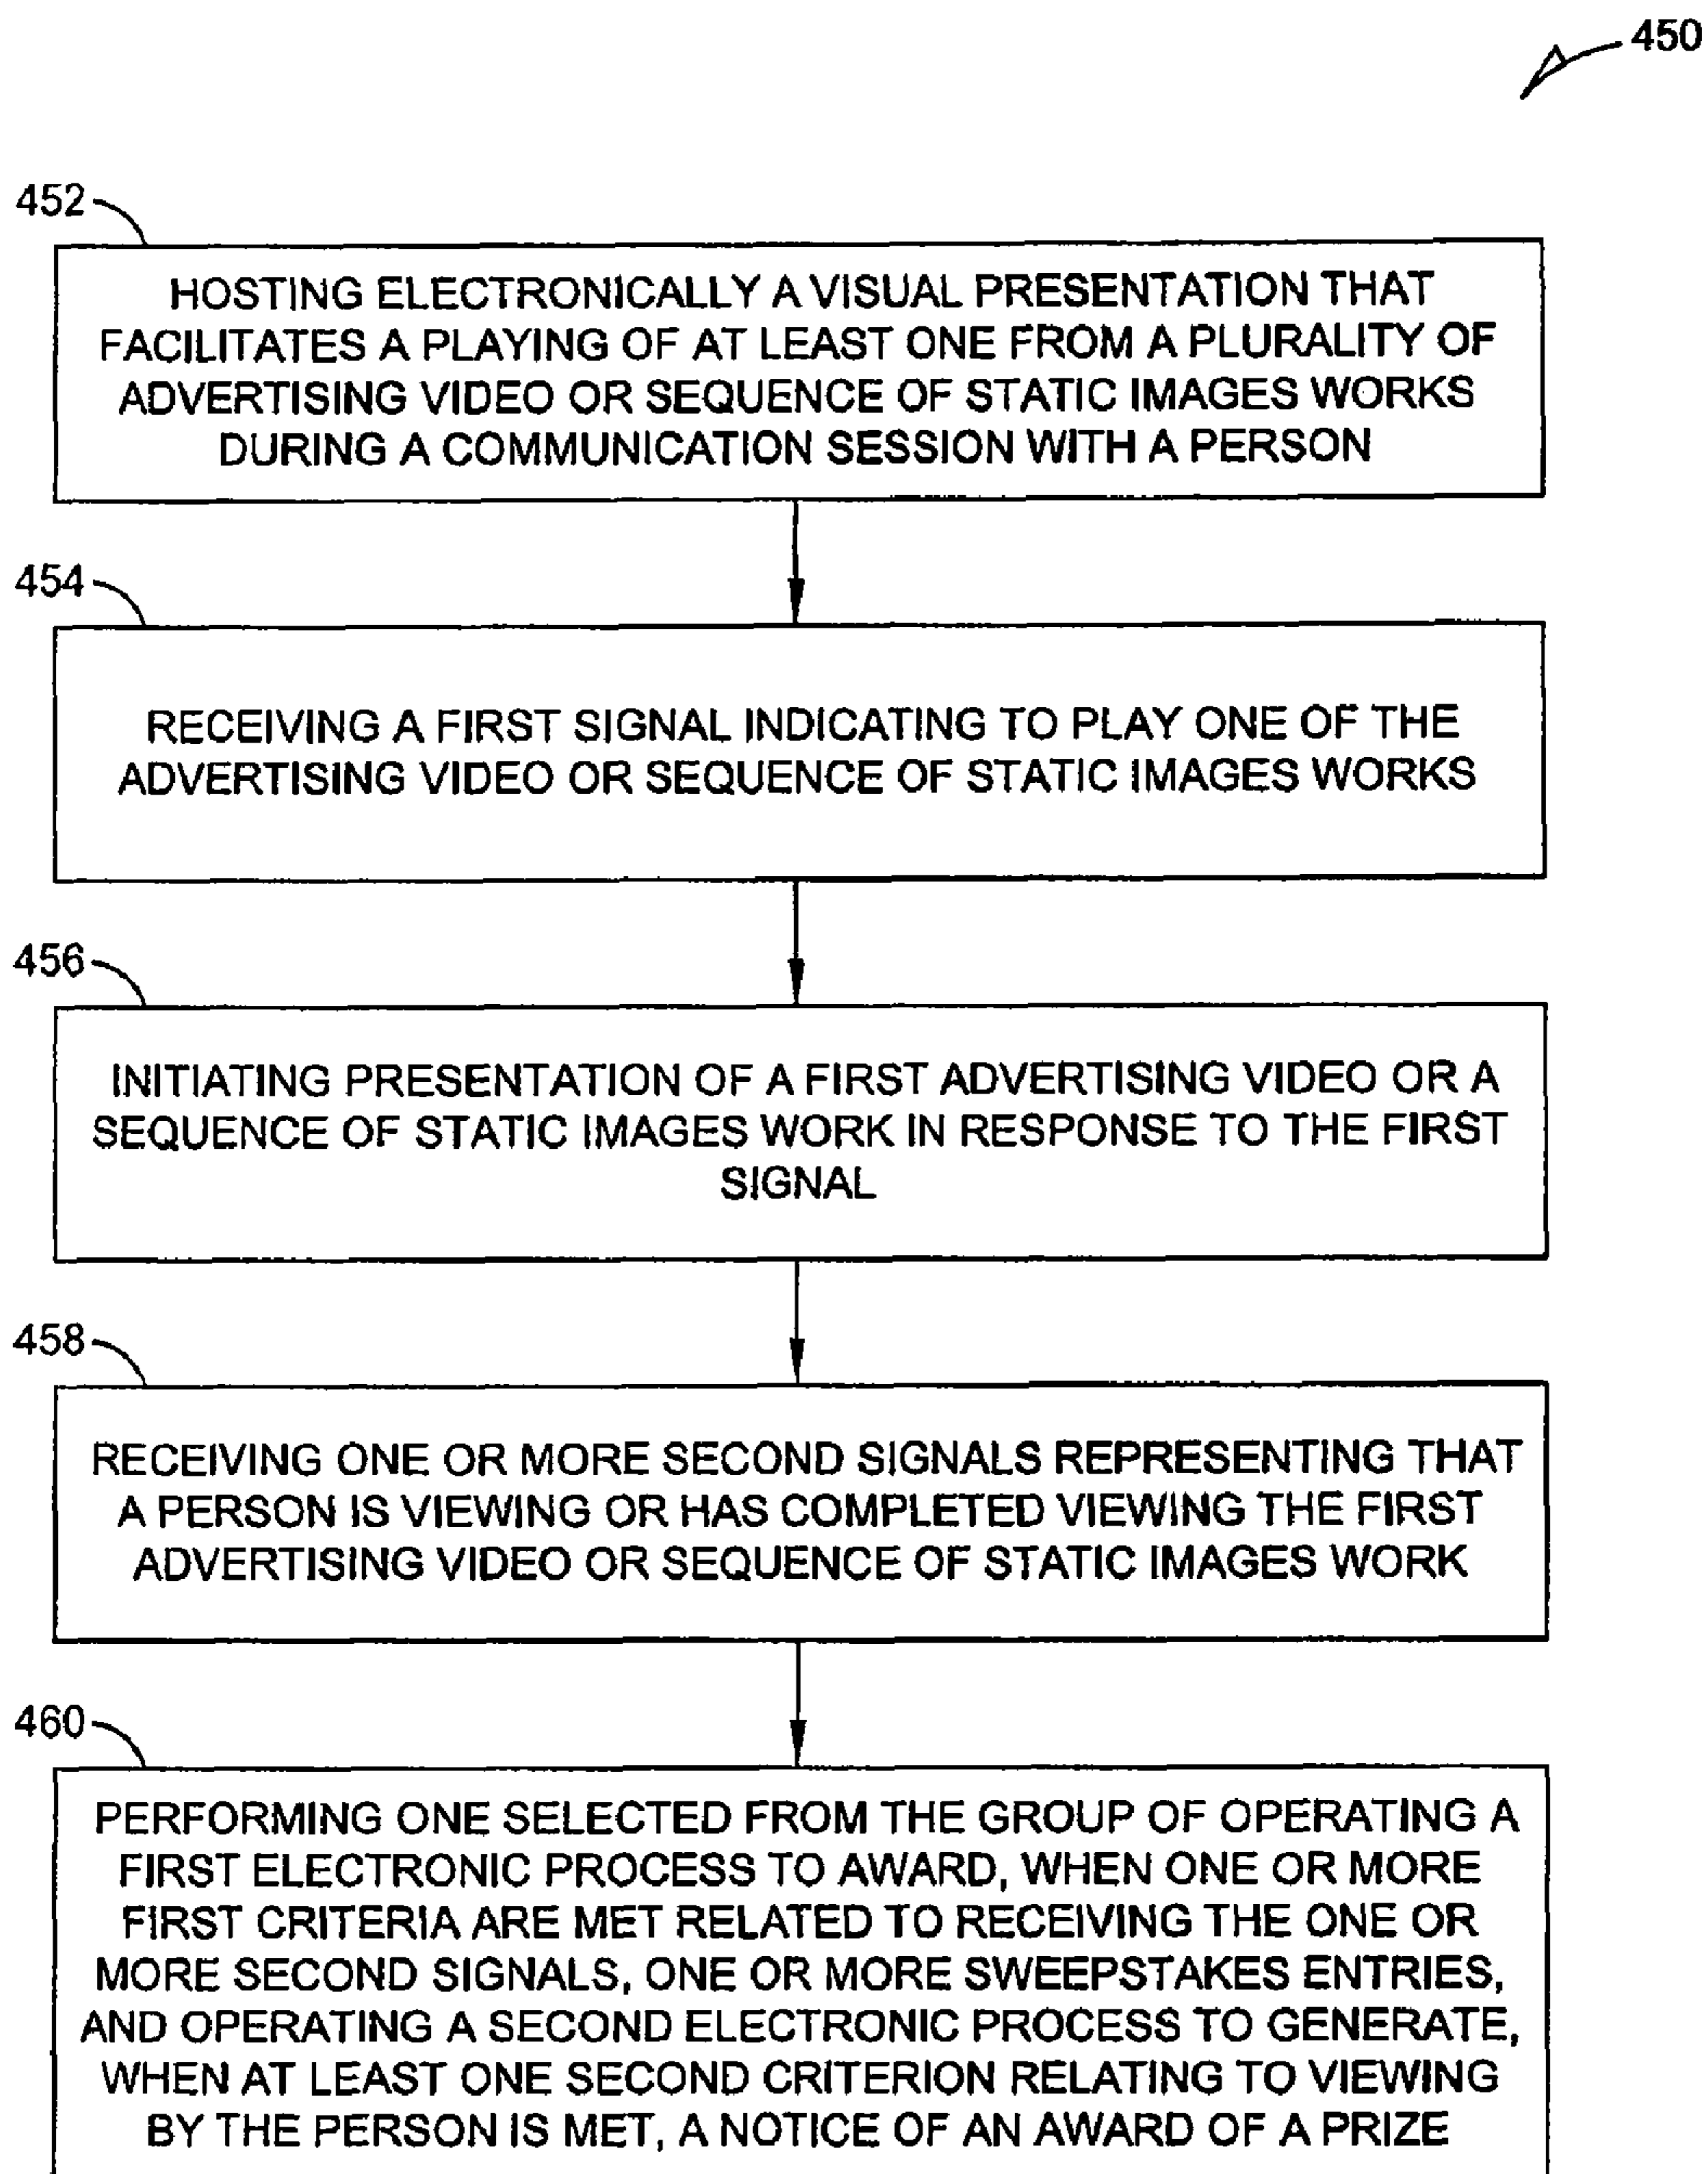 450
452
HOSTING ELECTRONICALLY A VISUAL PRESENTATION THAT
FACILITATES A PLAYING OF AT LEAST ONE FROM A PLURALITY OF
ADVERTISING VIDEO OR SEQUENCE OF STATIC IMAGES WORKS
DURING A COMMUNICATION SESSION WITH A PERSON
454
RECEIVING A FIRST SIGNAL INDICATING TO PLAY ONE OF THE
ADVERTISING VIDEO OR SEQUENCE OF STATIC IMAGES WORKS
456
INITIATING PRESENTATION OF A FIRST ADVERTISING VIDEO OR A
SEQUENCE OF STATIC IMAGES WORK IN RESPONSE TO THE FIRST
SIGNAL
458
RECEIVING ONE OR MORE SECOND SIGNALS REPRESENTING THAT
A PERSON IS VIEWING OR HAS COMPLETED VIEWING THE FIRST
ADVERTISING VIDEO OR SEQUENCE OF STATIC IMAGES WORK
460
PERFORMING ONE SELECTED FROM THE GROUP OF OPERATING A
FIRST ELECTRONIC PROCESS TO AWARD, WHEN ONE OR MORE
FIRST CRITERIA ARE MET RELATED TO RECEIVING THE ONE OR
MORE SECOND SIGNALS, ONE OR MORE SWEEPSTAKES ENTRIES,
AND OPERATING A SECOND ELECTRONIC PROCESS TO GENERATE,
WHEN AT LEAST ONE SECOND CRITERION RELATING TO VIEWING
BY THE PERSON IS MET, A NOTICE OF AN AWARD OF A PRIZE